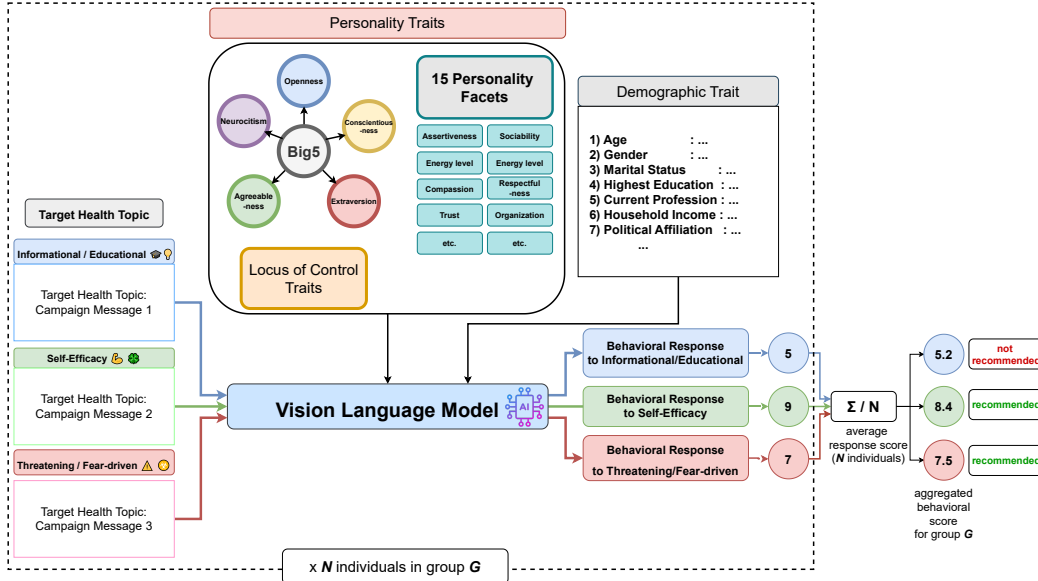 Personality Traits
Openness
Neurocitism
Conscientious
-ness
Big5
Agreeable-
-ness
Extraversion
15 Personality
Facets
Assertiveness
Sociability
Energy level
Energy level
Compassion
Respectful
-ness
Trust
Organization
etc.
etc.
Locus of Control
Traits
Demographic Trait
1) Age : ...
2) Gender : ...
3) Marital Status : ...
4) Highest Education : ...
5) Current Profession : ...
6) Household Income : ...
7) Political Affiliation : ...
...
Target Health Topic
Informational / Educational
Target Health Topic:
Campaign Message 1
Self-Efficacy
Target Health Topic:
Campaign Message 2
Threatening / Fear-driven
Target Health Topic:
Campaign Message 3
Vision Language Model
AI
Behavioral Response
to Informational/Educational
5
Behavioral Response
to Self-Efficacy
9
Behavioral Response
to Threatening/Fear-driven
7
Σ / N
average
response score
(N individuals)
5.2
not
recommended
8.4
recommended
7.5
recommended
aggregated
behavioral
score
for group G
x N individuals in group G